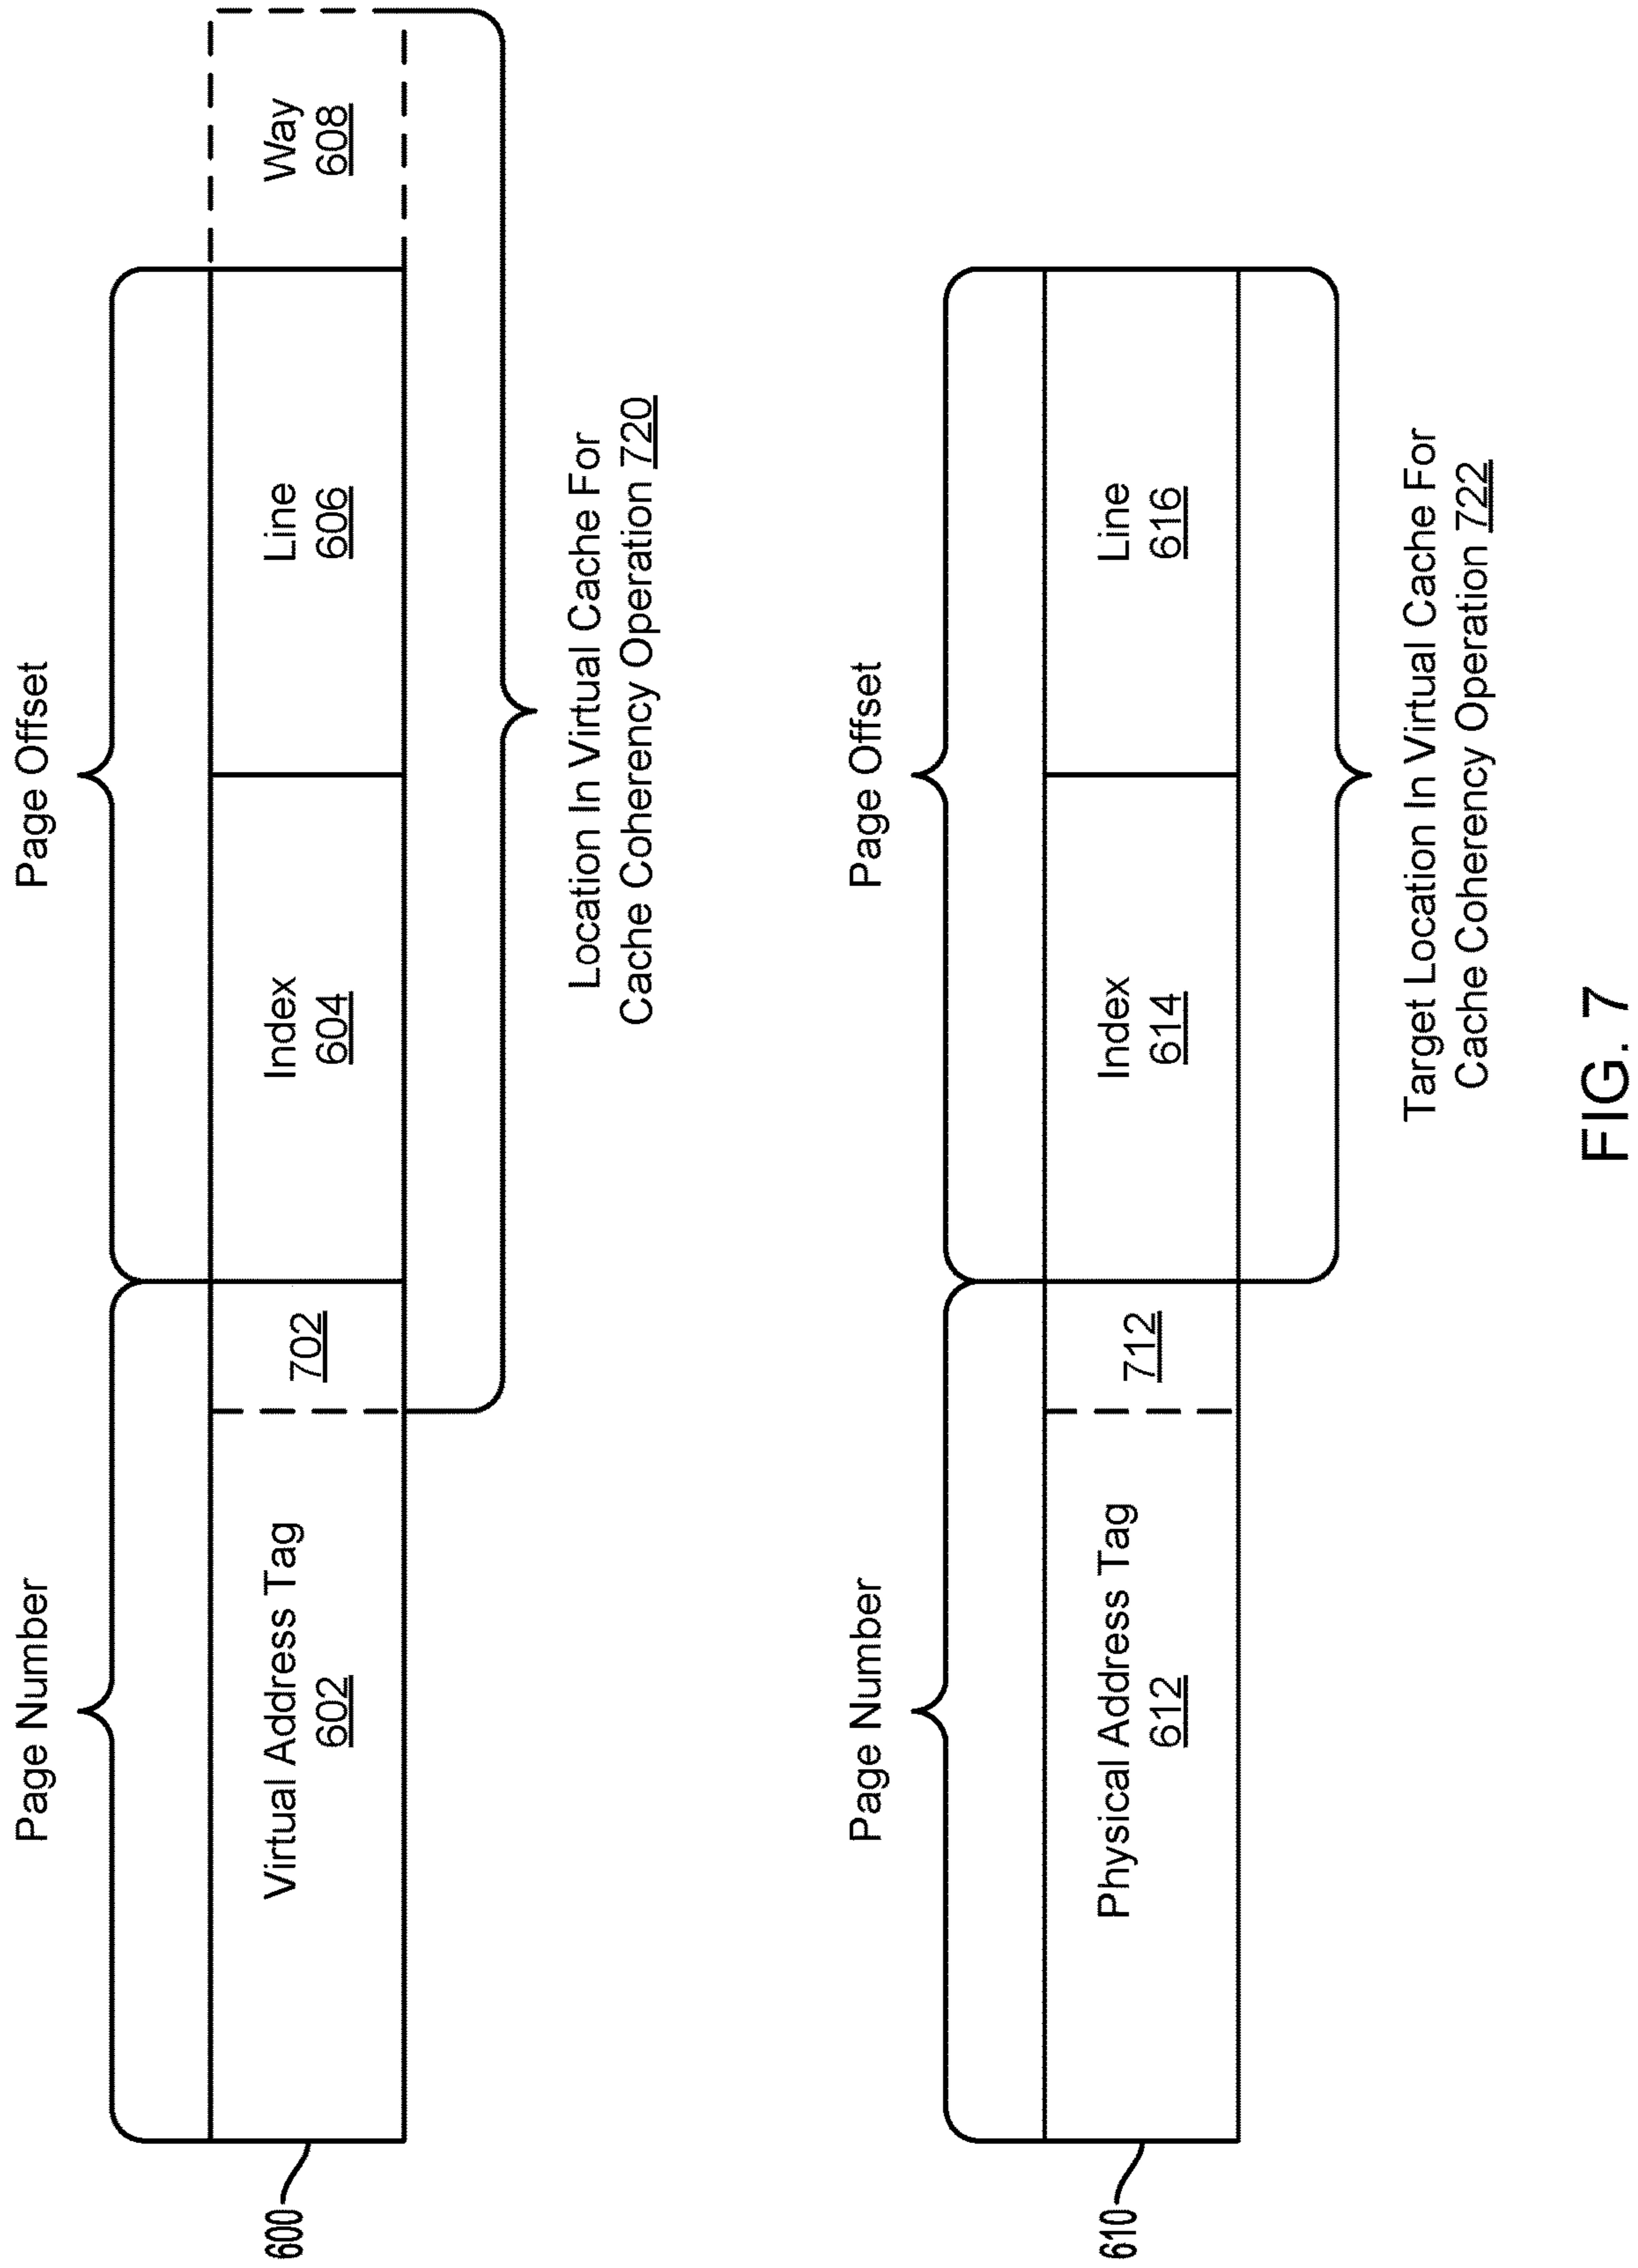 Page Number
Page Offset
600
Virtual Address Tag
602
702
Index
604
Line
606
Way
608
Location In Virtual Cache For
Cache Coherency Operation 720
Page Number
Page Offset
610
Physical Address Tag
612
712
Index
614
Line
616
Target Location In Virtual Cache For
Cache Coherency Operation 722
FIG. 7